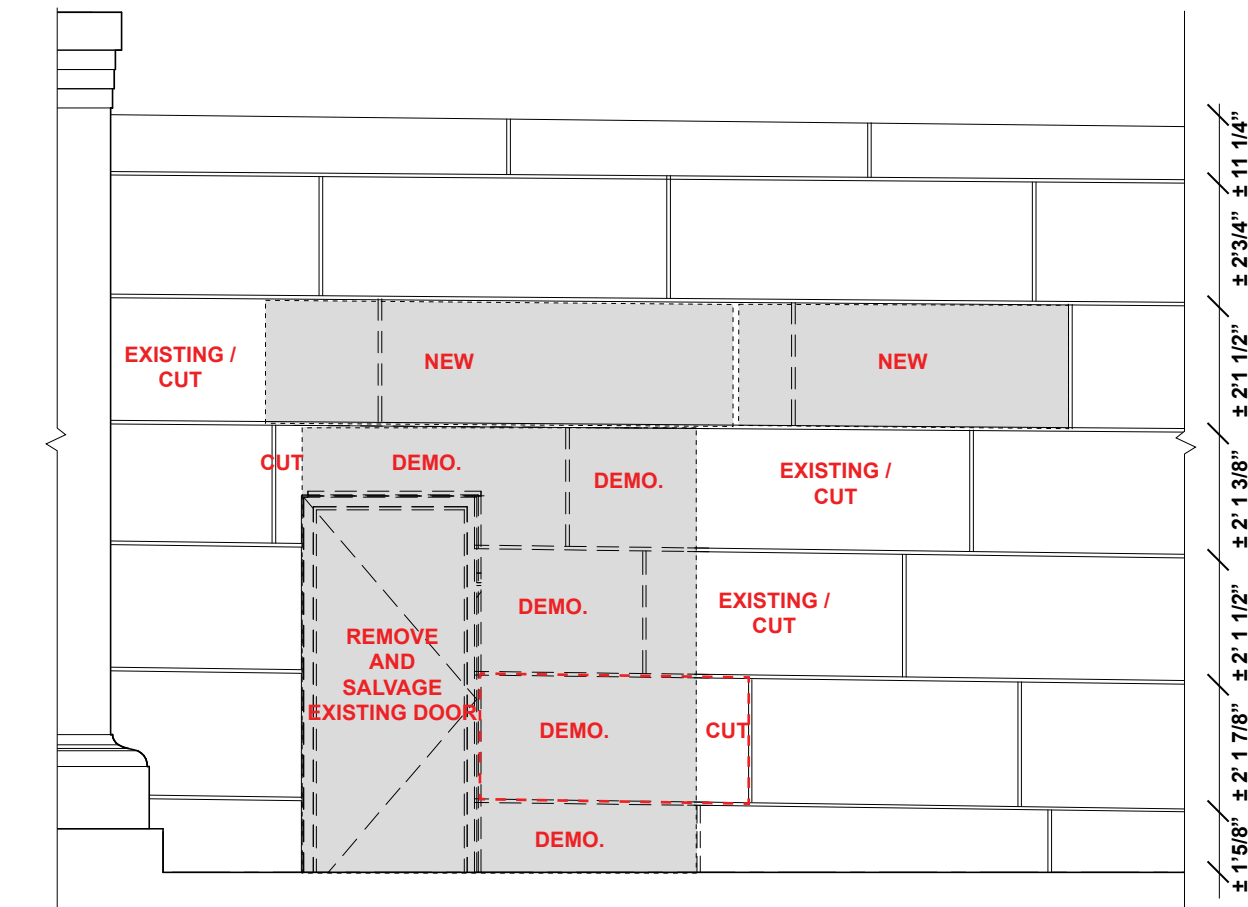 EXISTING /
CUT
NEW
NEW
CUT
DEMO.
DEMO.
EXISTING /
CUT
DEMO.
EXISTING /
CUT
REMOVE
AND
SALVAGE
EXISTING DOOR
DEMO.
CUT
DEMO.
± 11 1/4”
± 2’3/4”
± 2’1 1/2”
± 2’ 1 3/8”
± 2’ 1 1/2”
± 2’ 1 7/8”
± 1’5/8”